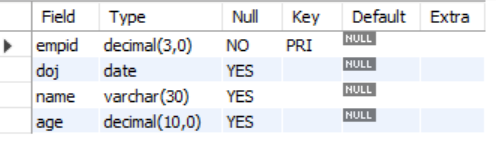 Field Type Null Key Default Extra
empid decimal(3,0) NO PRI NULL
doj date YES NULL
name varchar(30) YES NULL
age decimal(10,0) YES NULL